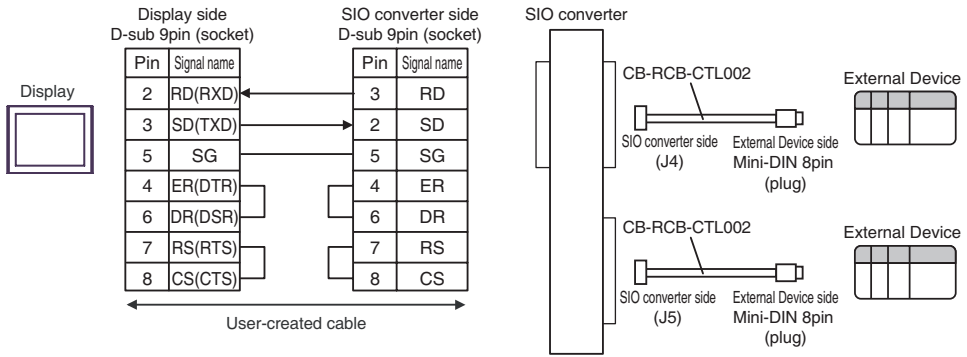 Display side
D-sub 9pin (socket)
SIO converter side
D-sub 9pin (socket)
SIO converter
Display
Pin Signal name
2 RD(RXD)
3 SD(TXD)
5 SG
4 ER(DTR)
6 DR(DSR)
7 RS(RTS)
8 CS(CTS)
Pin Signal name
3 RD
2 SD
5 SG
4 ER
6 DR
7 RS
8 CS
User-created cable
CB-RCB-CTL002
External Device
SIO converter side
(J4)
External Device side
Mini-DIN 8pin
(plug)
CB-RCB-CTL002
External Device
SIO converter side
(J5)
External Device side
Mini-DIN 8pin
(plug)